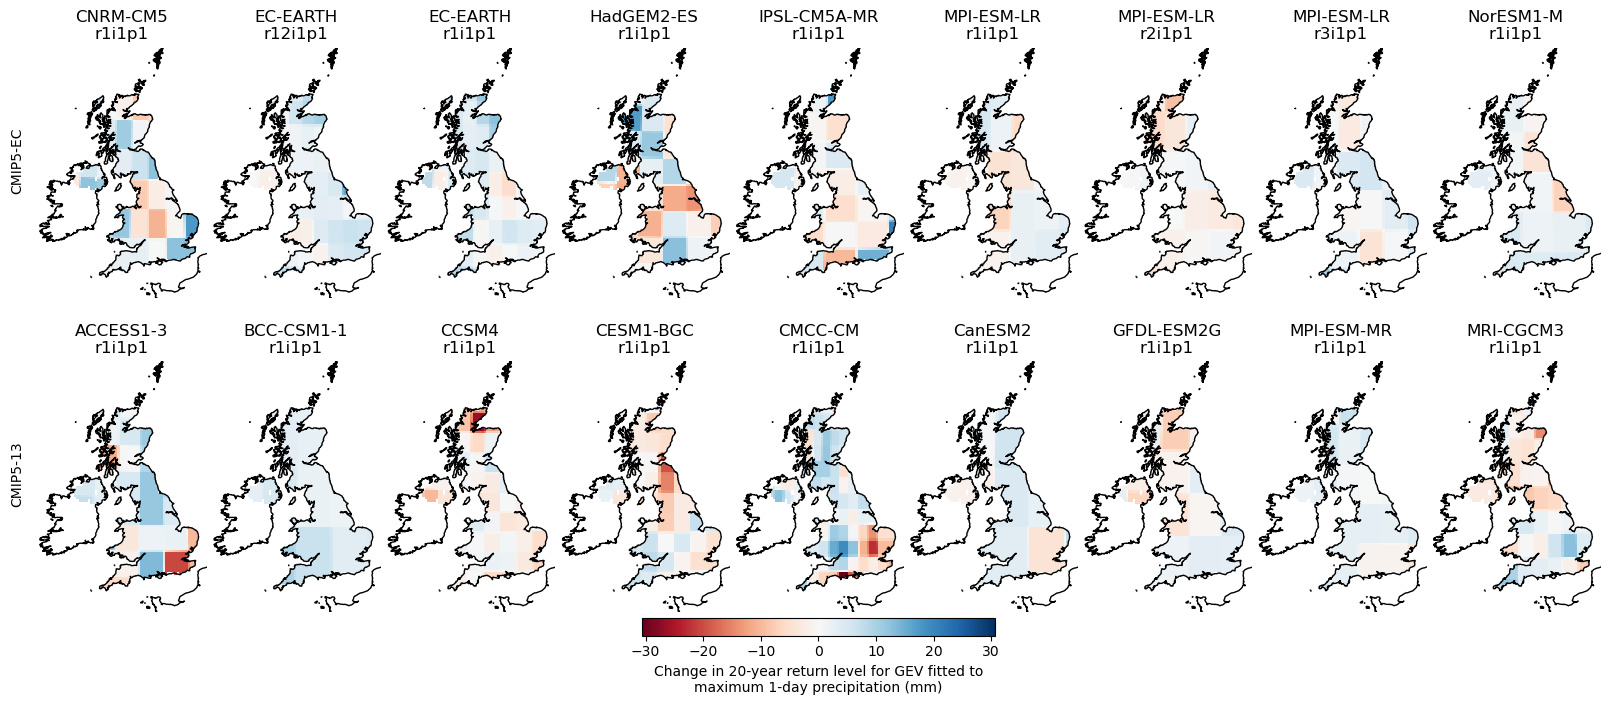 CNRM-CM5 EC-EARTH EC-EARTH HadGEM2-ES IPSL-CM5A-MR MPI-ESM-LR MPI-ESM-LR MPI-ESM-LR NorESM1-M
r1i1p1 r12i1p1 r1i1p1 r1i1p1 r1i1p1 r1i1p1 r2i1p1 r3i1p1 r1i1p1
CMIP5-EC
ACCESS1-3 BCC-CSM1-1 CCSM4 CESM1-BGC CMCC-CM CanESM2 GFDL-ESM2G MPI-ESM-MR MRI-CGCM3
r1i1p1 r1i1p1 r1i1p1 r1i1p1 r1i1p1 r1i1p1 r1i1p1 r1i1p1 r1i1p1
CMIP5-13
−30 −20 −10 0 10 20 30
Change in 20-year return level for GEV fitted to
maximum 1-day precipitation (mm)